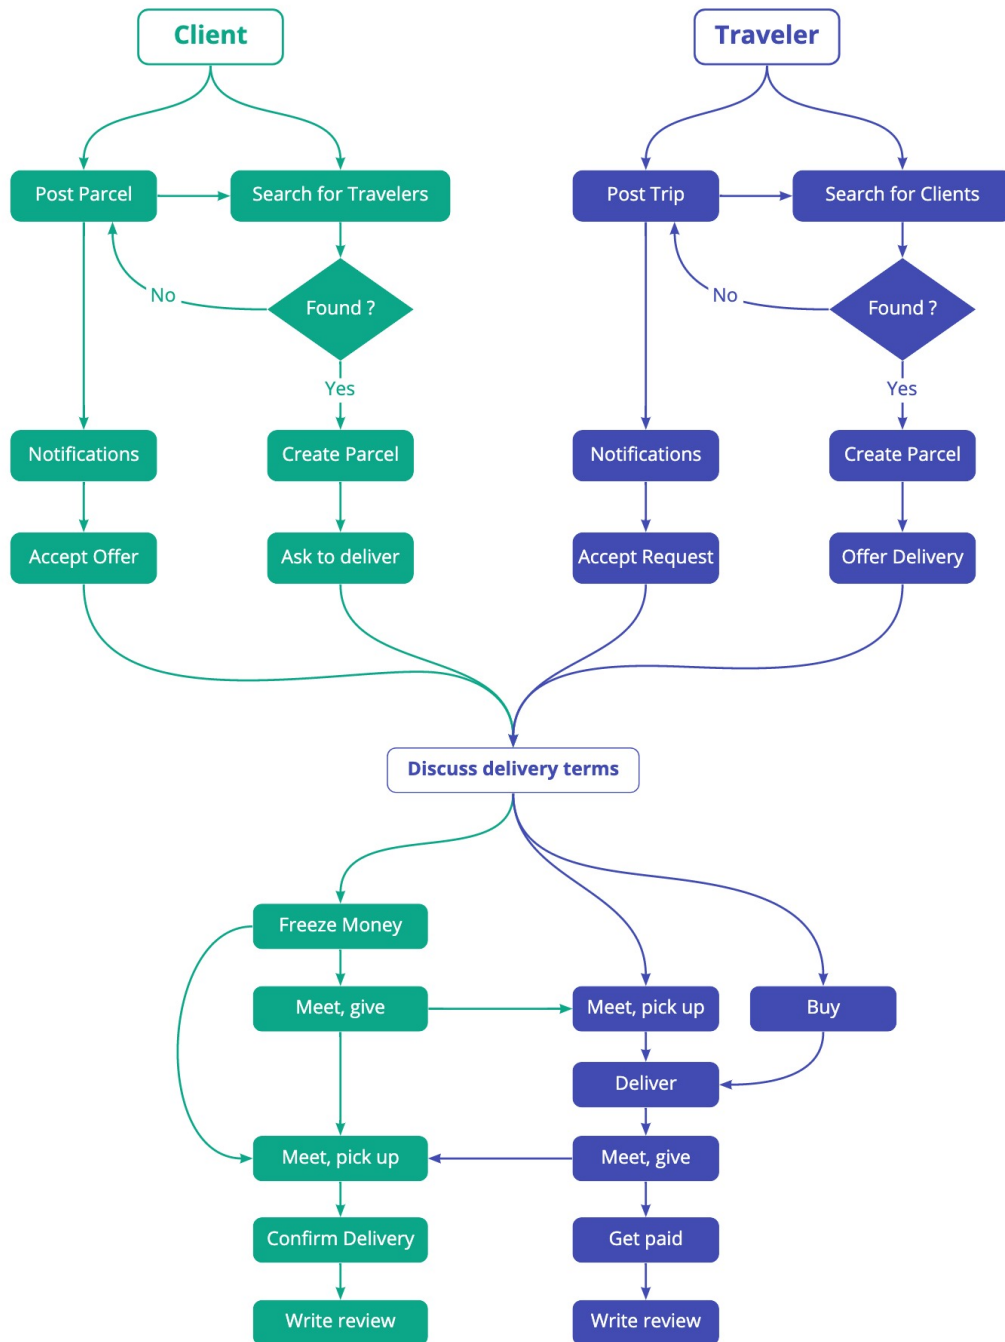 Client
Traveler
Post Parcel
Search for Travelers
Post Trip
Search for Clients
No
Found ?
No
Found ?
Yes
Yes
Notifications
Create Parcel
Notifications
Create Parcel
Accept Offer
Ask to deliver
Accept Request
Offer Delivery
Discuss delivery terms
Freeze Money
Meet, give
Meet, pick up
Buy
Deliver
Meet, pick up
Meet, give
Confirm Delivery
Get paid
Write review
Write review